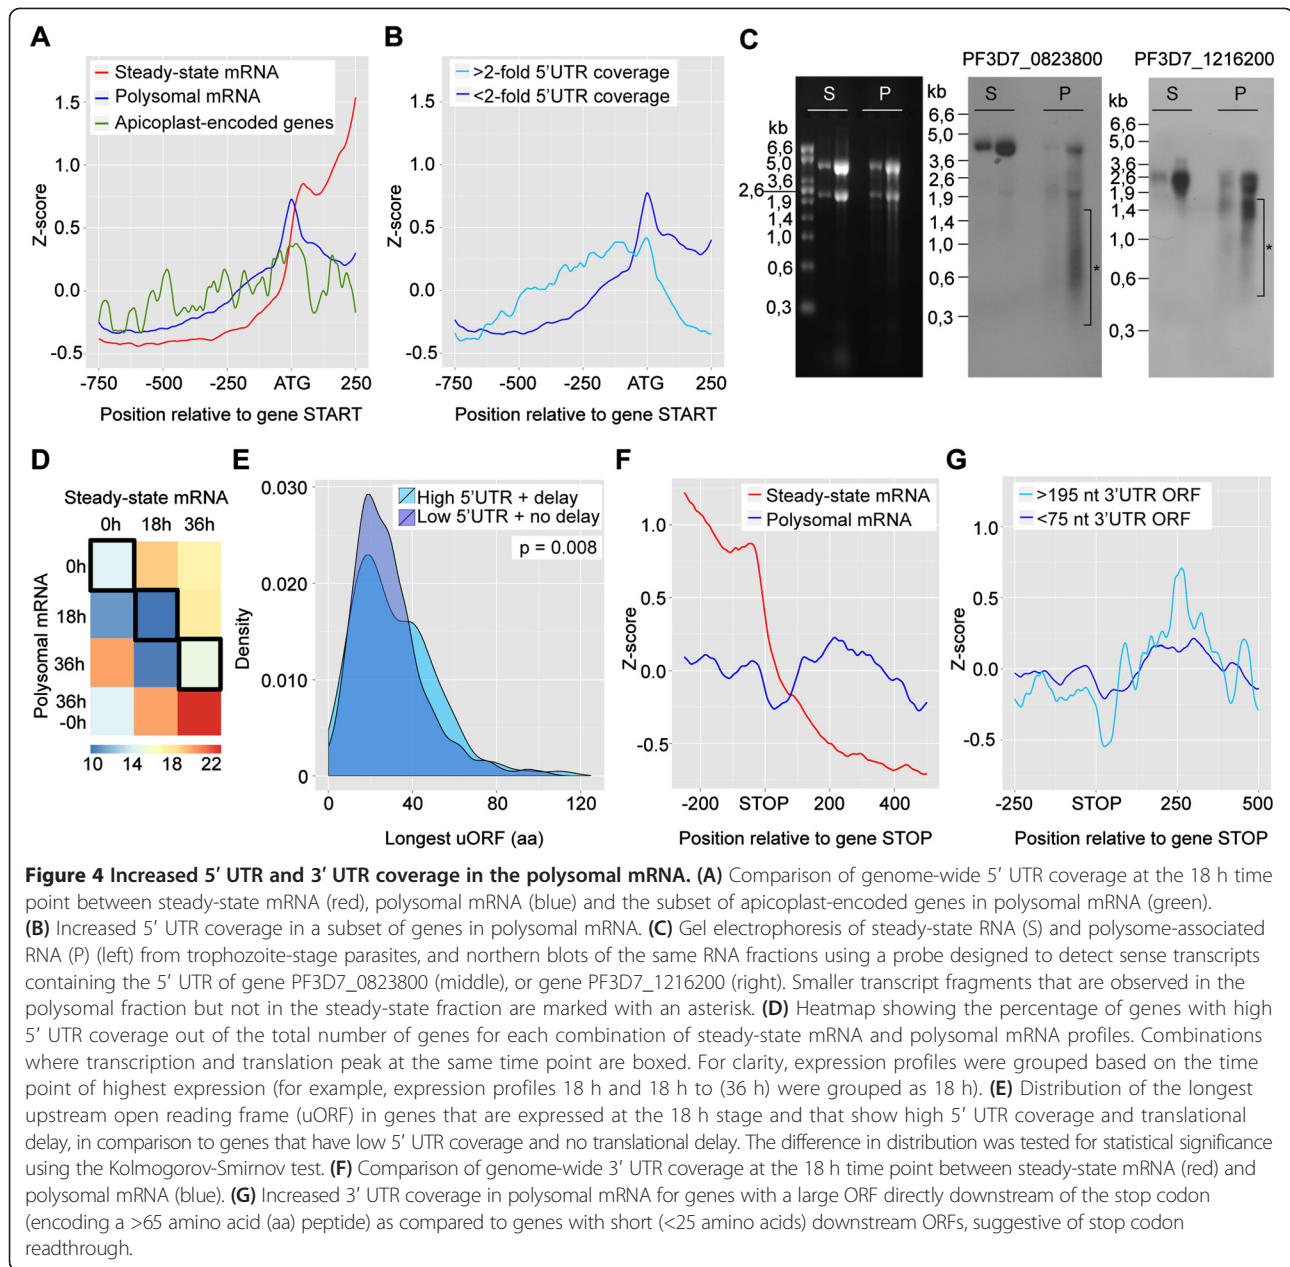 A
Steady-state mRNA
Polysomal mRNA
Apicoplast-encoded genes
Z-score
1.5
1.0
0.5
0.0
-0.5
-750
-500
-250
ATG
250
Position relative to gene START
B
>2-fold 5'UTR coverage
<2-fold 5'UTR coverage
Z-score
1.5
1.0
0.5
0.0
-0.5
-750
-500
-250
ATG
250
Position relative to gene START
C
S
P
kb
6,6
5,0
3,6
2,6
1,9
1,4
1,0
0,6
0,3
PF3D7_0823800
kb
S
P
6,6
5,0
3,6
2,6
1,9
1,4
1,0
0,6
0,3
*
PF3D7_1216200
kb
S
P
6,6
5,0
3,6
2,6
1,9
1,4
1,0
0,6
0,3
*
D
Steady-state mRNA
0h 18h 36h
Polysomal mRNA
0h
18h
36h
36h
-0h
10 14 18 22
E
High 5'UTR + delay
Low 5'UTR + no delay
p = 0.008
Density
0.030
0.020
0.010
0
0
40
80
120
Longest uORF (aa)
F
Steady-state mRNA
Polysomal mRNA
Z-score
1.0
0.5
0.0
-0.5
-200
STOP
200
400
Position relative to gene STOP
G
>195 nt 3'UTR ORF
<75 nt 3'UTR ORF
Z-score
1.0
0.5
0.0
-0.5
-250
STOP
250
500
Position relative to gene STOP
Figure 4 Increased 5′ UTR and 3′ UTR coverage in the polysomal mRNA. (A) Comparison of genome-wide 5′ UTR coverage at the 18 h time
point between steady-state mRNA (red), polysomal mRNA (blue) and the subset of apicoplast-encoded genes in polysomal mRNA (green).
(B) Increased 5′ UTR coverage in a subset of genes in polysomal mRNA. (C) Gel electrophoresis of steady-state RNA (S) and polysome-associated
RNA (P) (left) from trophozoite-stage parasites, and northern blots of the same RNA fractions using a probe designed to detect sense transcripts
containing the 5′ UTR of gene PF3D7_0823800 (middle), or gene PF3D7_1216200 (right). Smaller transcript fragments that are observed in the
polysomal fraction but not in the steady-state fraction are marked with an asterisk. (D) Heatmap showing the percentage of genes with high
5′ UTR coverage out of the total number of genes for each combination of steady-state mRNA and polysomal mRNA profiles. Combinations
where transcription and translation peak at the same time point are boxed. For clarity, expression profiles were grouped based on the time
point of highest expression (for example, expression profiles 18 h and 18 h to (36 h) were grouped as 18 h). (E) Distribution of the longest
upstream open reading frame (uORF) in genes that are expressed at the 18 h stage and that show high 5′ UTR coverage and translational
delay, in comparison to genes that have low 5′ UTR coverage and no translational delay. The difference in distribution was tested for statistical significance
using the Kolmogorov-Smirnov test. (F) Comparison of genome-wide 3′ UTR coverage at the 18 h time point between steady-state mRNA (red) and
polysomal mRNA (blue). (G) Increased 3′ UTR coverage in polysomal mRNA for genes with a large ORF directly downstream of the stop codon
(encoding a >65 amino acid (aa) peptide) as compared to genes with short (<25 amino acids) downstream ORFs, suggestive of stop codon
readthrough.